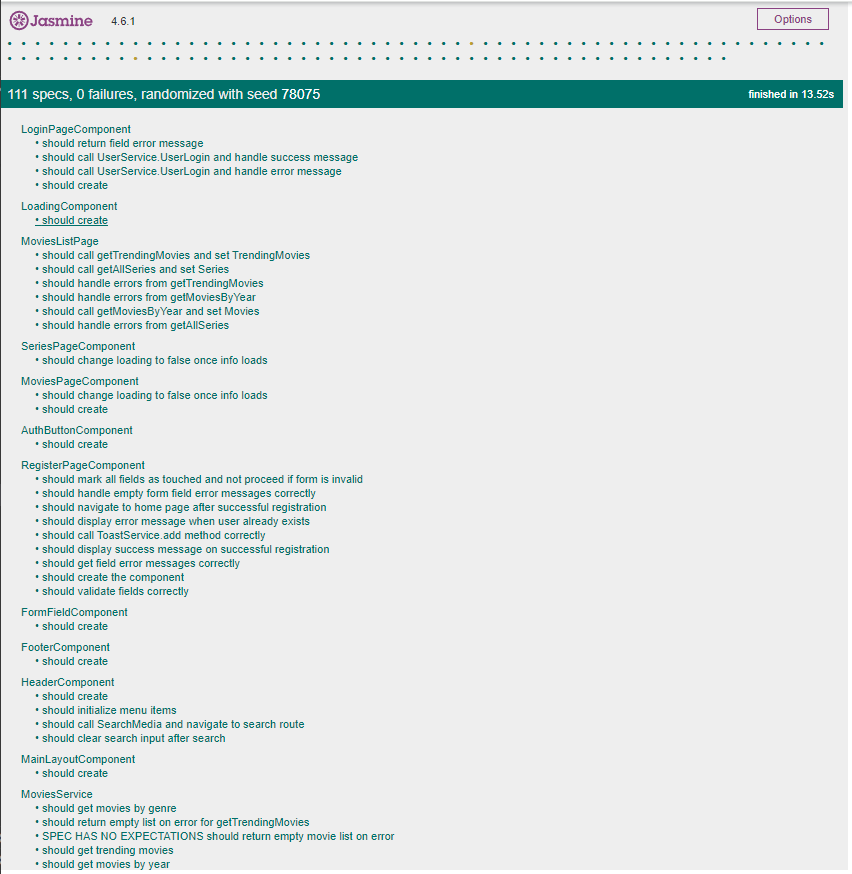 Jasmine 4.6.1 Options
111 specs, 0 failures, randomized with seed 78075 finished in 13.52s
LoginPageComponent
• should return field error message
• should call UserService.UserLogin and handle success message
• should call UserService.UserLogin and handle error message
• should create
LoadingComponent
• should create
MoviesListPage
• should call getTrendingMovies and set TrendingMovies
• should call getAllSeries and set Series
• should handle errors from getTrendingMovies
• should handle errors from getMoviesByYear
• should call getMoviesByYear and set Movies
• should handle errors from getAllSeries
SeriesPageComponent
• should change loading to false once info loads
MoviesPageComponent
• should change loading to false once info loads
• should create
AuthButtonComponent
• should create
RegisterPageComponent
• should mark all fields as touched and not proceed if form is invalid
• should handle empty form field error messages correctly
• should navigate to home page after successful registration
• should display error message when user already exists
• should call ToastService.add method correctly
• should display success message on successful registration
• should get field error messages correctly
• should create the component
• should validate fields correctly
FormFieldComponent
• should create
FooterComponent
• should create
HeaderComponent
• should create
• should initialize menu items
• should call SearchMedia and navigate to search route
• should clear search input after search
MainLayoutComponent
• should create
MoviesService
• should get movies by genre
• should return empty list on error for getTrendingMovies
• SPEC HAS NO EXPECTATIONS should return empty movie list on error
• should get trending movies
• should get movies by year